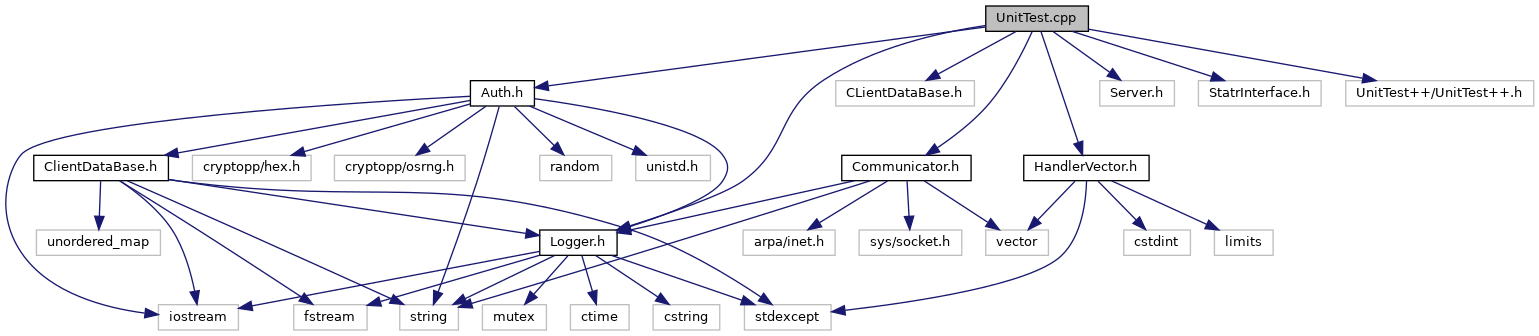 UnitTest.cpp
Auth.h
CLientDataBase.h
Server.h
StatrInterface.h
UnitTest++/UnitTest++.h
ClientDataBase.h
cryptopp/hex.h
cryptopp/osrng.h
random
unistd.h
Communicator.h
HandlerVector.h
unordered_map
Logger.h
arpa/inet.h
sys/socket.h
vector
cstdint
limits
iostream
fstream
string
mutex
ctime
cstring
stdexcept